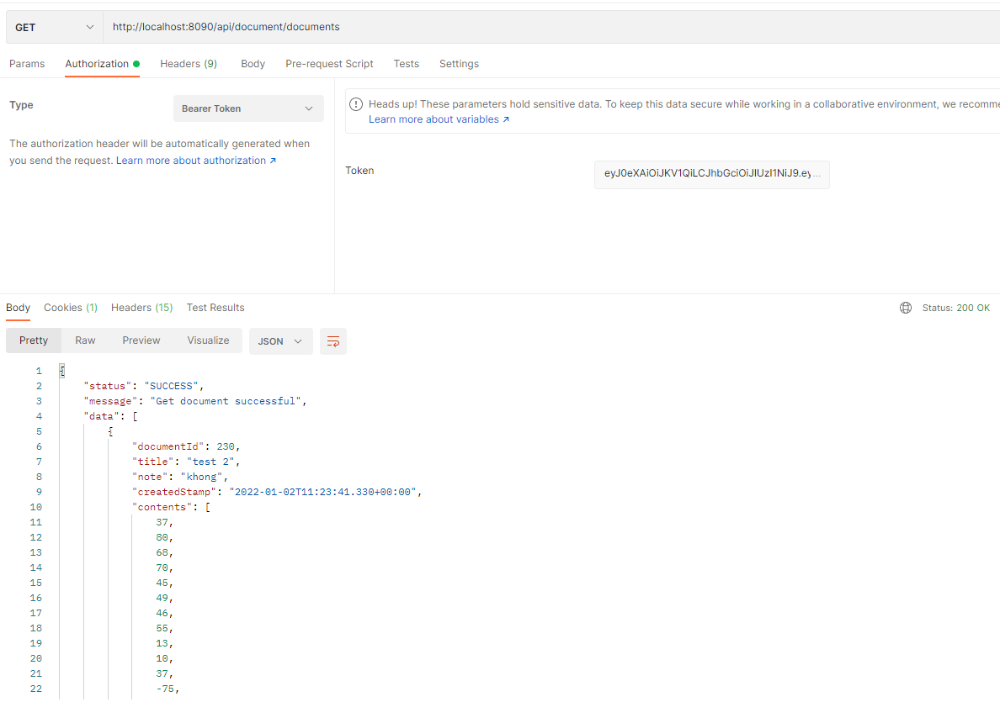 GET http://localhost:8090/api/document/documents
Params Authorization Headers (9) Body Pre-request Script Tests Settings
Type Bearer Token
The authorization header will be automatically generated when
you send the request. Learn more about authorization ↗
Heads up! These parameters hold sensitive data. To keep this data secure while working in a collaborative environment, we recomme
Learn more about variables ↗
Token eyJ0eXAiOiJKV1QiLCJhbGciOiJIUzI1NiJ9.ey...
Body Cookies (1) Headers (15) Test Results Status: 200 OK
Pretty Raw Preview Visualize JSON
1 {
2 "status": "SUCCESS",
3 "message": "Get document successful",
4 "data": [
5 {
6 "documentId": 230,
7 "title": "test 2",
8 "note": "khong",
9 "createdStamp": "2022-01-02T11:23:41.330+00:00",
10 "contents": [
11 37,
12 80,
13 68,
14 70,
15 45,
16 49,
17 46,
18 55,
19 13,
20 10,
21 37,
22 -75,